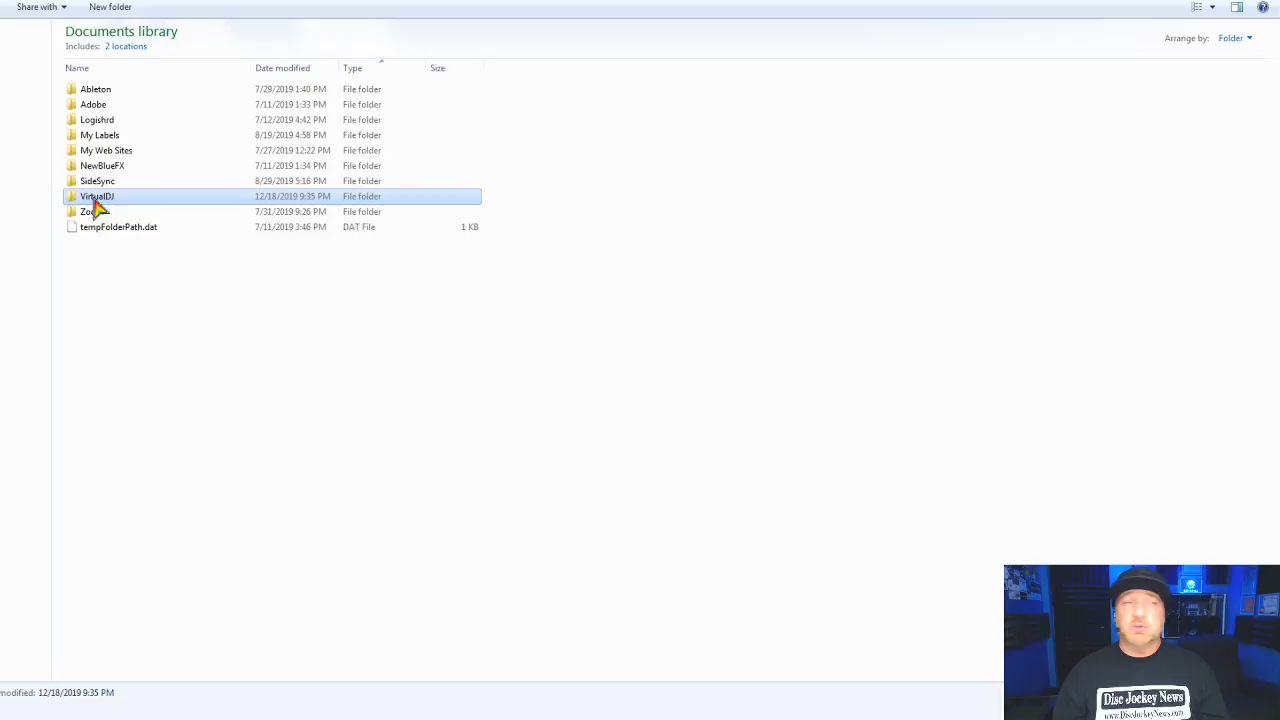 Share with New folder
Documents library
Includes: 2 locations
Arrange by: Folder
Name Date modified Type Size
Ableton 7/29/2019 1:40 PM File folder
Adobe 7/11/2019 1:33 PM File folder
Logishrd 7/12/2019 4:42 PM File folder
My Labels 8/19/2019 4:58 PM File folder
My Web Sites 7/27/2019 12:22 PM File folder
NewBlueFX 7/11/2019 1:34 PM File folder
SideSync 8/29/2019 5:16 PM File folder
VirtualDJ 12/18/2019 9:35 PM File folder
7/31/2019 9:26 PM File folder
tempFolderPath.dat 7/11/2019 3:46 PM DAT File 1 KB
Disc Jockey News
www.DiscJockeyNews.com
modified: 12/18/2019 9:35 PM